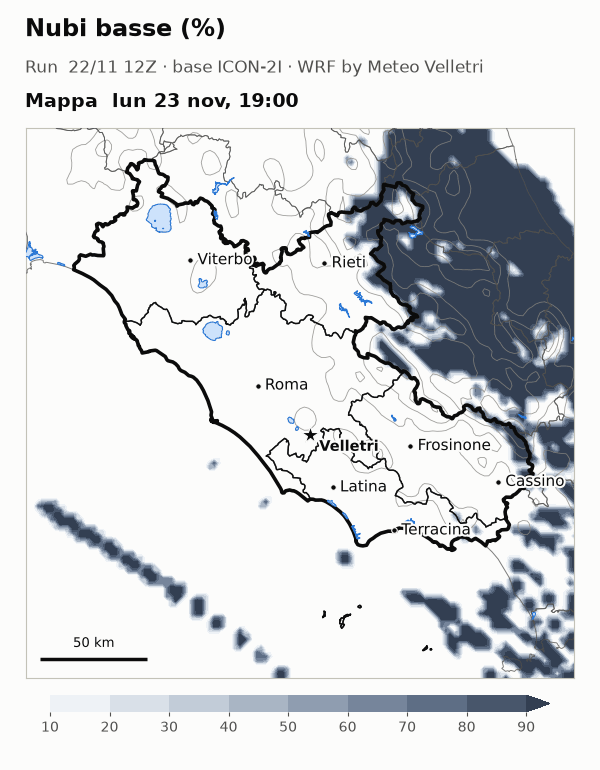 Nubi basse (%)
Run  22/11 12Z · base ICON-2I · WRF by Meteo Velletri
Mappa  lun 23 nov, 19:00
Viterbo
Rieti
Roma
Velletri
Frosinone
Cassino
Latina
Terracina
50 km
10 20 30 40 50 60 70 80 90